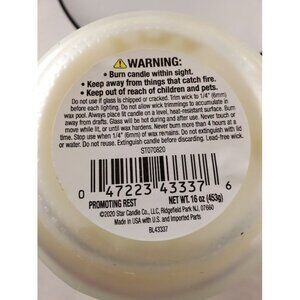 WARNING:
• Burn candle within sight.
• Keep away from things that catch fire.
• Keep out of reach of children and pets.
Do not use if glass is chipped or cracked. Trim wick to 1/4" (6mm)
before each lighting. Do not allow wick trimmings to accumulate in
wax pool. Always place lit candle on a level, heat-resistant surface. Burn
away from drafts. Glass will be hot during and after use. Never touch or
move while lit, or until wax hardens. Never burn more than 4 hours at a
time. Stop use when 1/4" (6mm) of wax remains. Do not extinguish with lid
or water. Do not reuse. Extinguish candle before discarding. Lead-free wick.
ST070820
0 47223 43337 6
PROMOTING REST NET WT. 16 oz (453g)
©2020 Star Candle Co., LLC, Ridgefield Park, NJ, 07660
Made in USA with U.S. and Imported Parts
BL43337